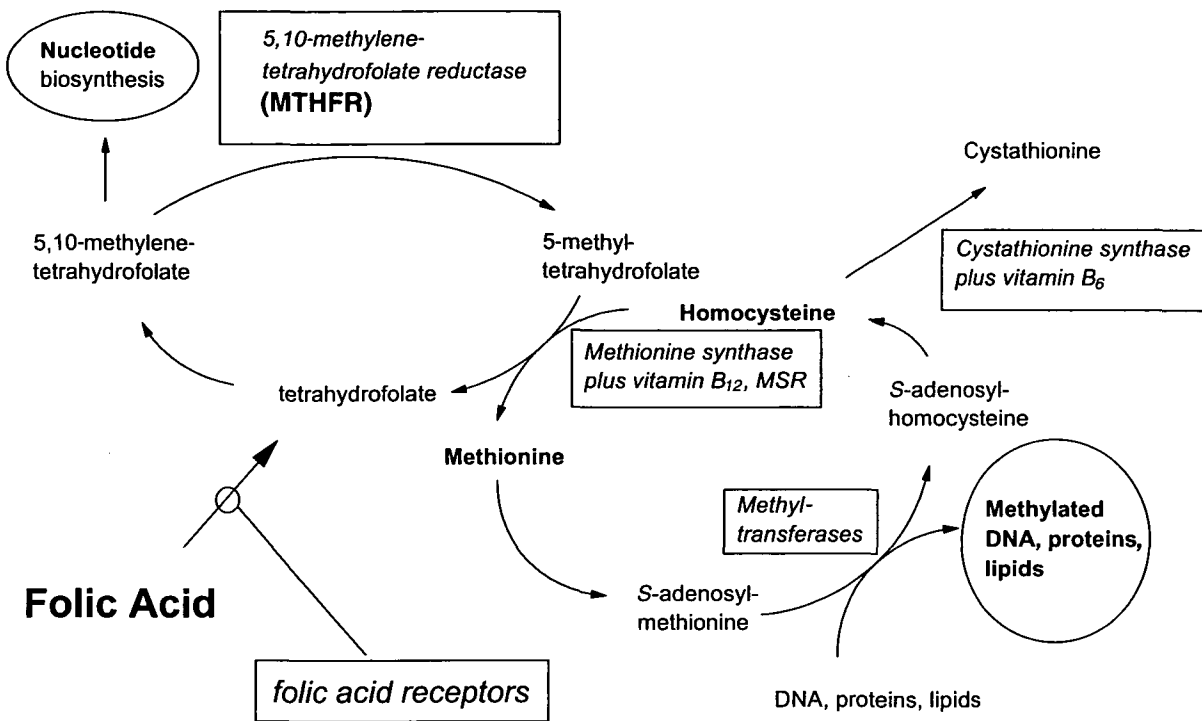 Nucleotide
biosynthesis
5,10-methylene-
tetrahydrofolate reductase
(MTHFR)
Cystathionine
5,10-methylene-
tetrahydrofolate
5-methyl-
tetrahydrofolate
Cystathionine synthase
plus vitamin B6
Homocysteine
Methionine synthase
plus vitamin B12, MSR
tetrahydrofolate
S-adenosyl-
homocysteine
Methionine
Methyl-
transferases
Methylated
DNA, proteins,
lipids
Folic Acid
S-adenosyl-
methionine
folic acid receptors
DNA, proteins, lipids